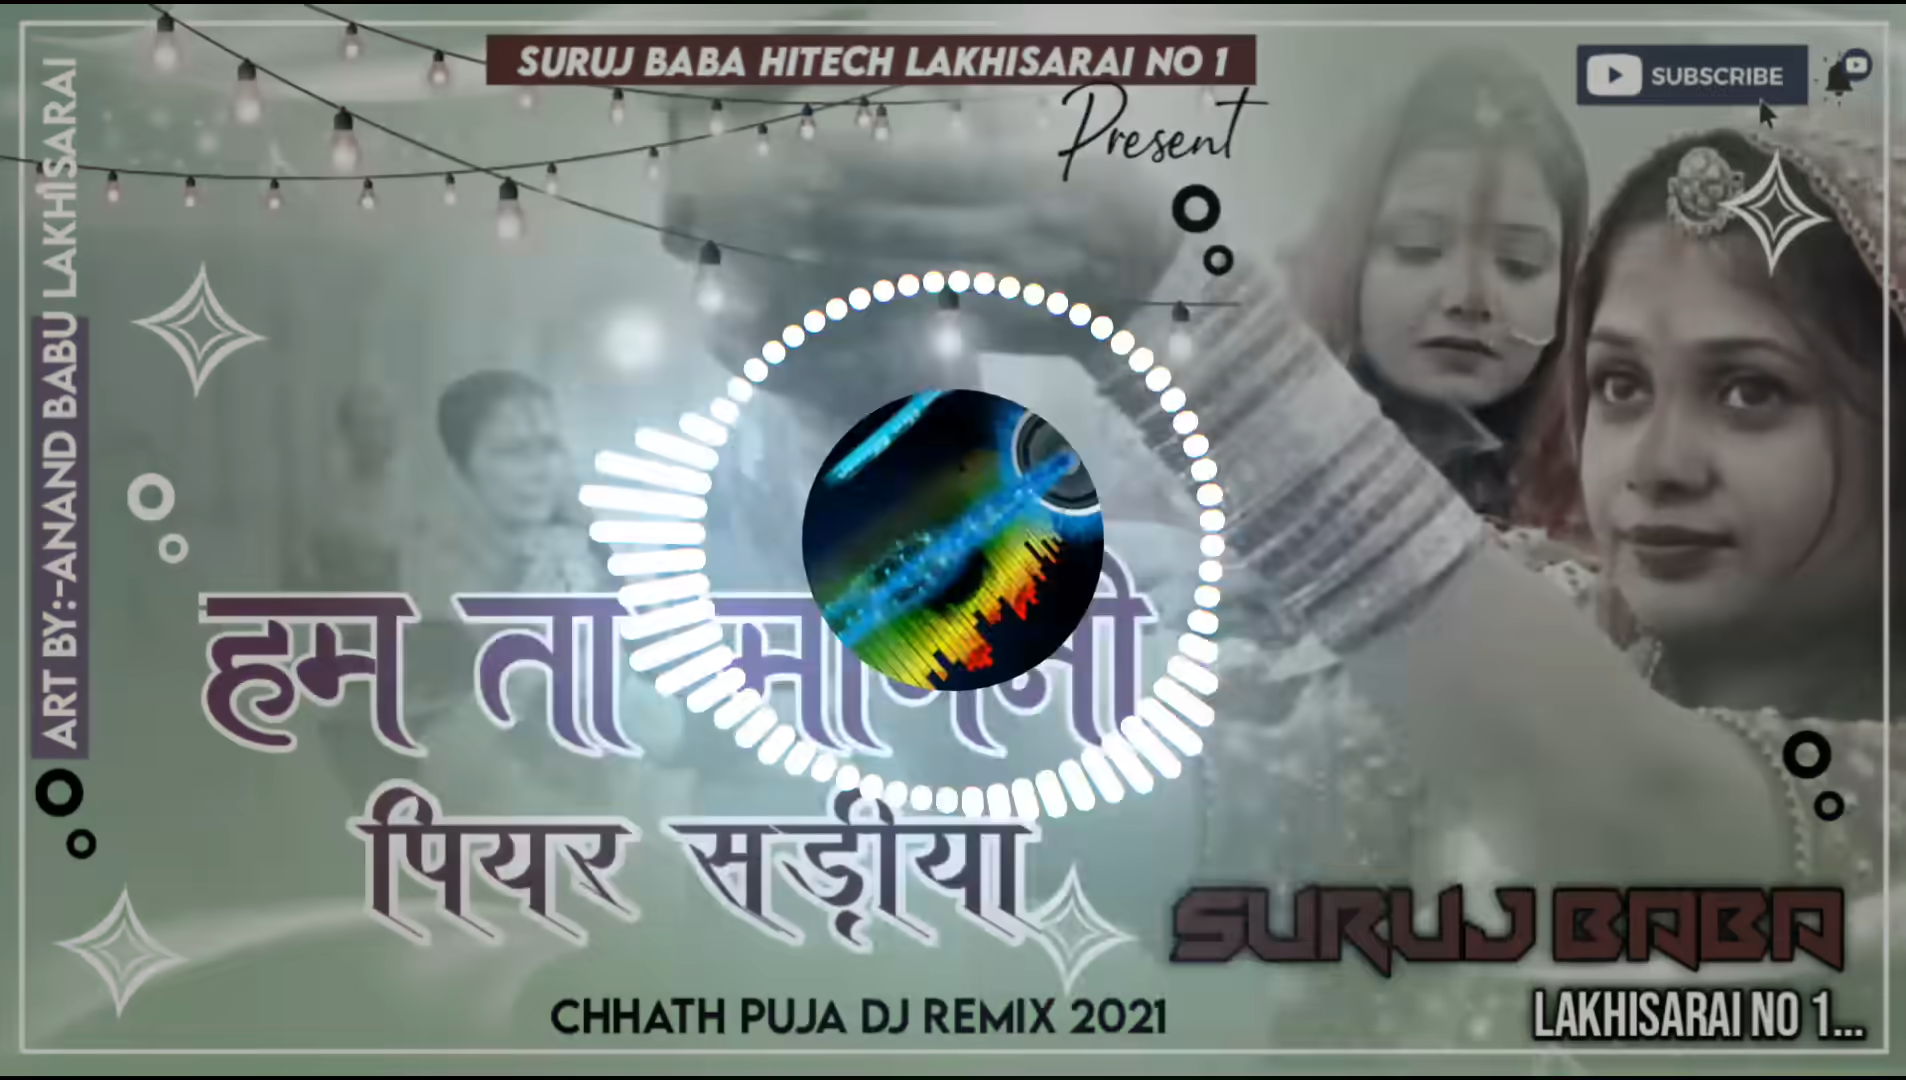 SURUJ BABA HITECH LAKHISARAI NO 1
Present
SUBSCRIBE
ART BY:-ANAND BABU LAKHISARAI
हम ता
पियर सड़ीया
SURUJ BABA
LAKHISARAI NO 1...
CHHATH PUJA DJ REMIX 2021